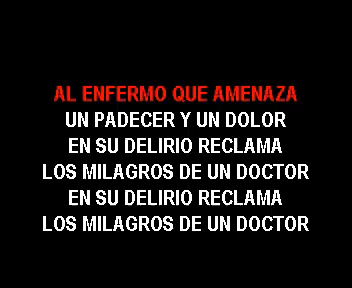 AL ENFERMO QUE AMENAZA
UN PADECER Y UN DOLOR
EN SU DELIRIO RECLAMA
LOS MILAGROS DE UN DOCTOR
EN SU DELIRIO RECLAMA
LOS MILAGROS DE UN DOCTOR